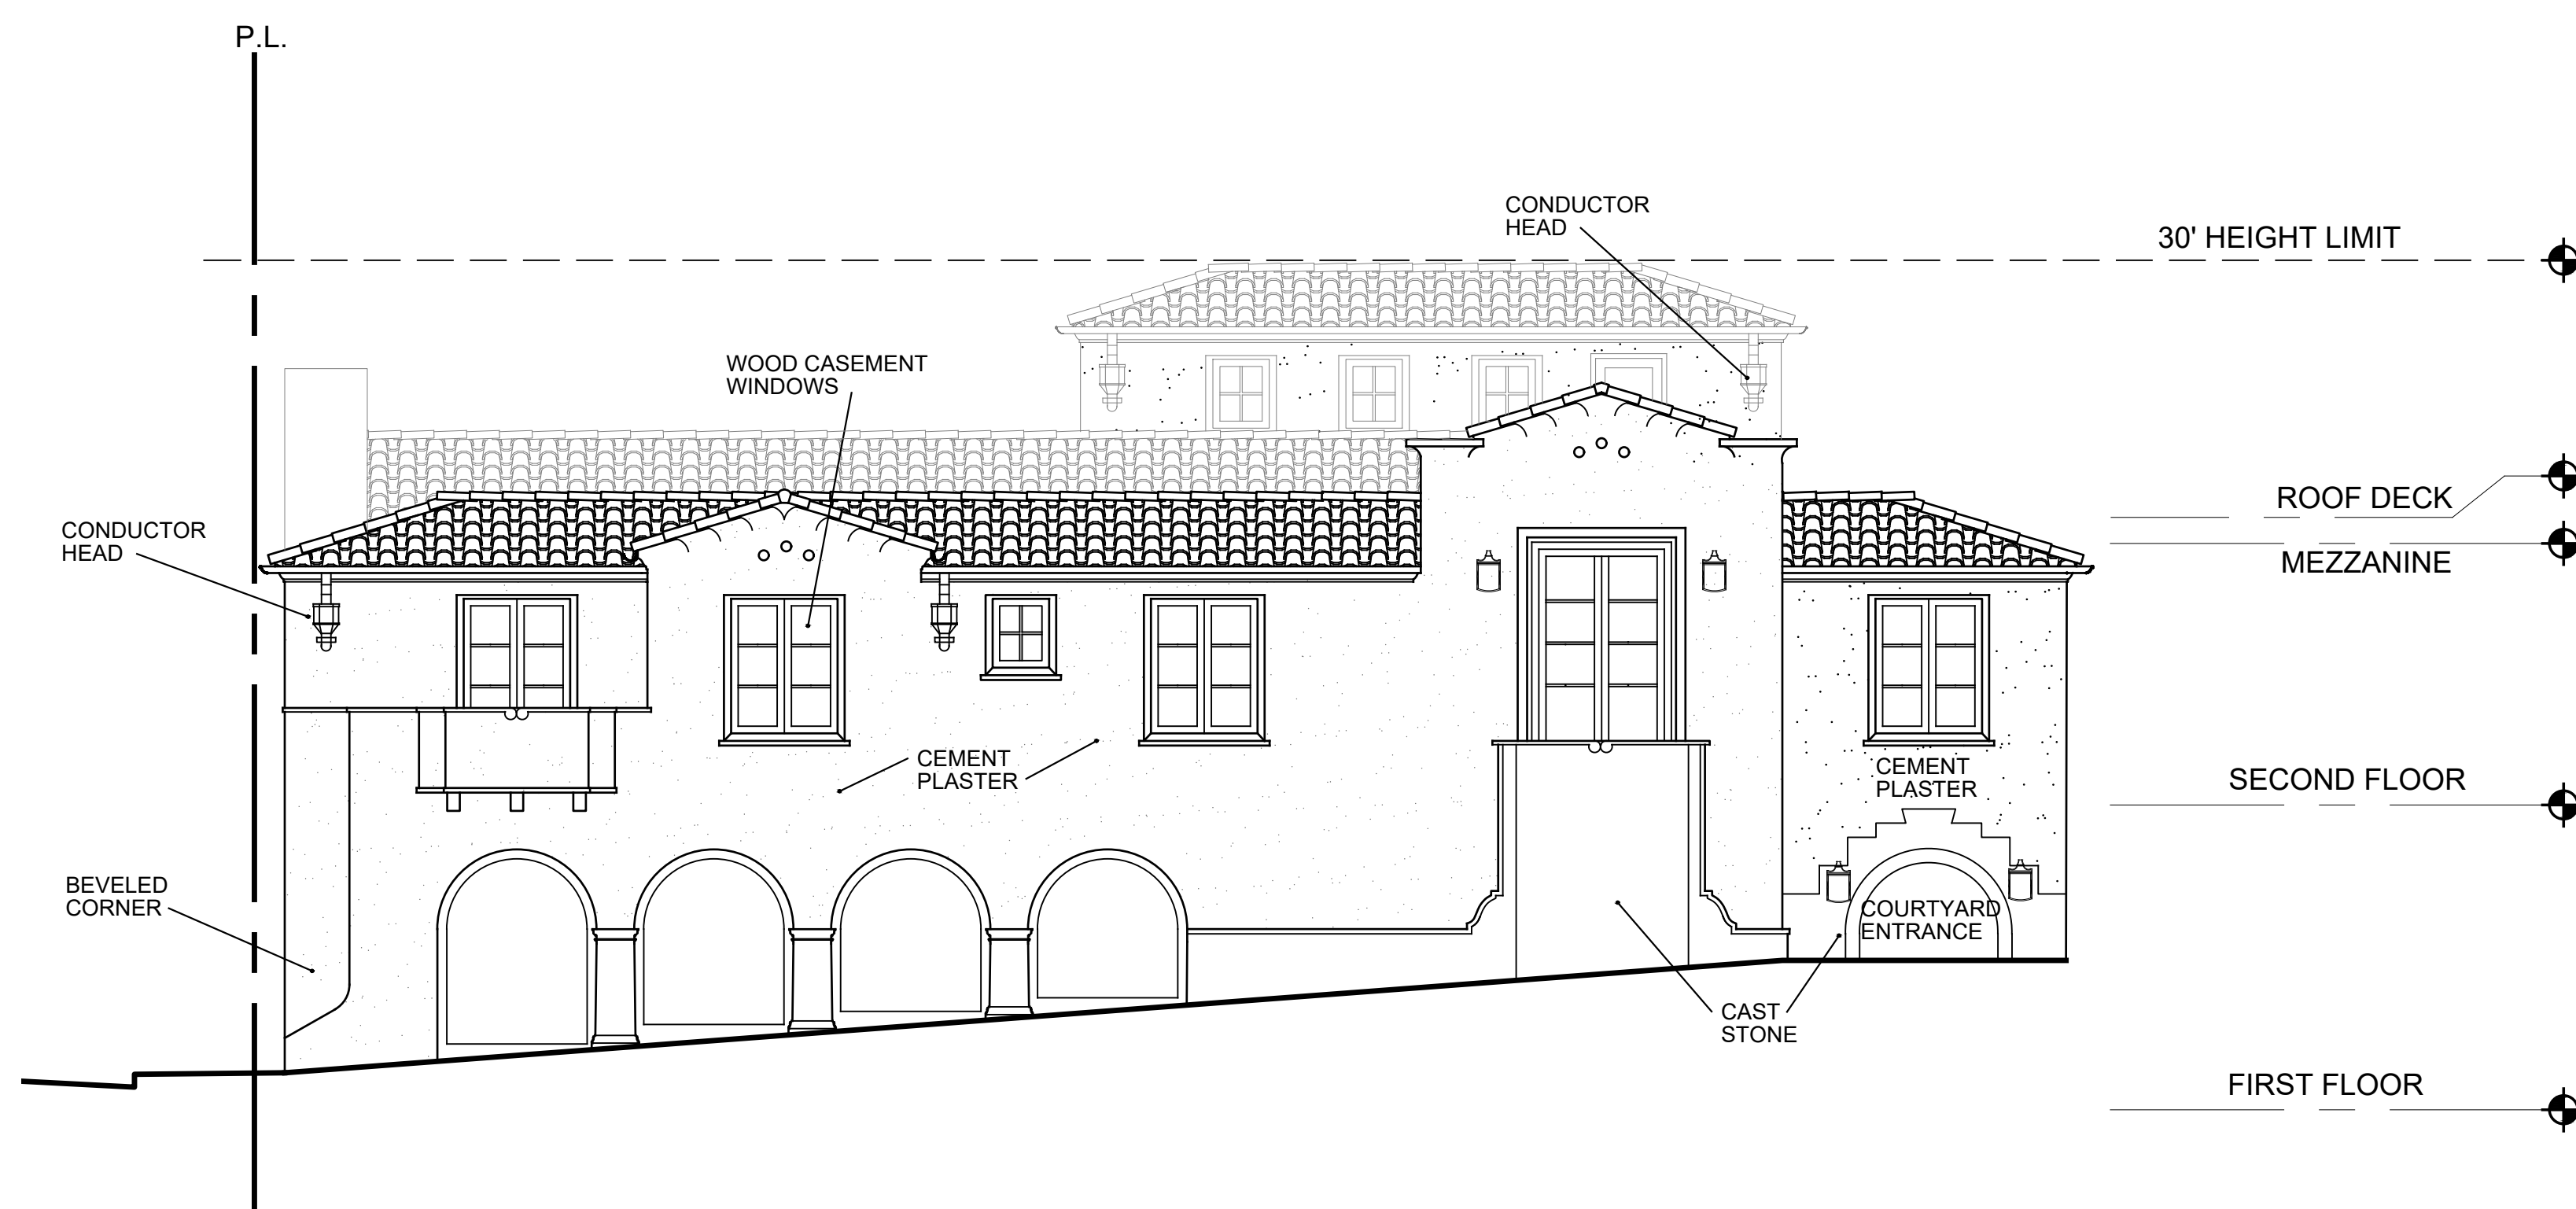 P.L.
CONDUCTOR
HEAD
30' HEIGHT LIMIT
WOOD CASEMENT
WINDOWS
ROOF DECK
CONDUCTOR
HEAD
MEZZANINE
CEMENT
PLASTER
CEMENT
PLASTER
SECOND FLOOR
BEVELED
CORNER
COURTYARD
ENTRANCE
CAST
STONE
FIRST FLOOR